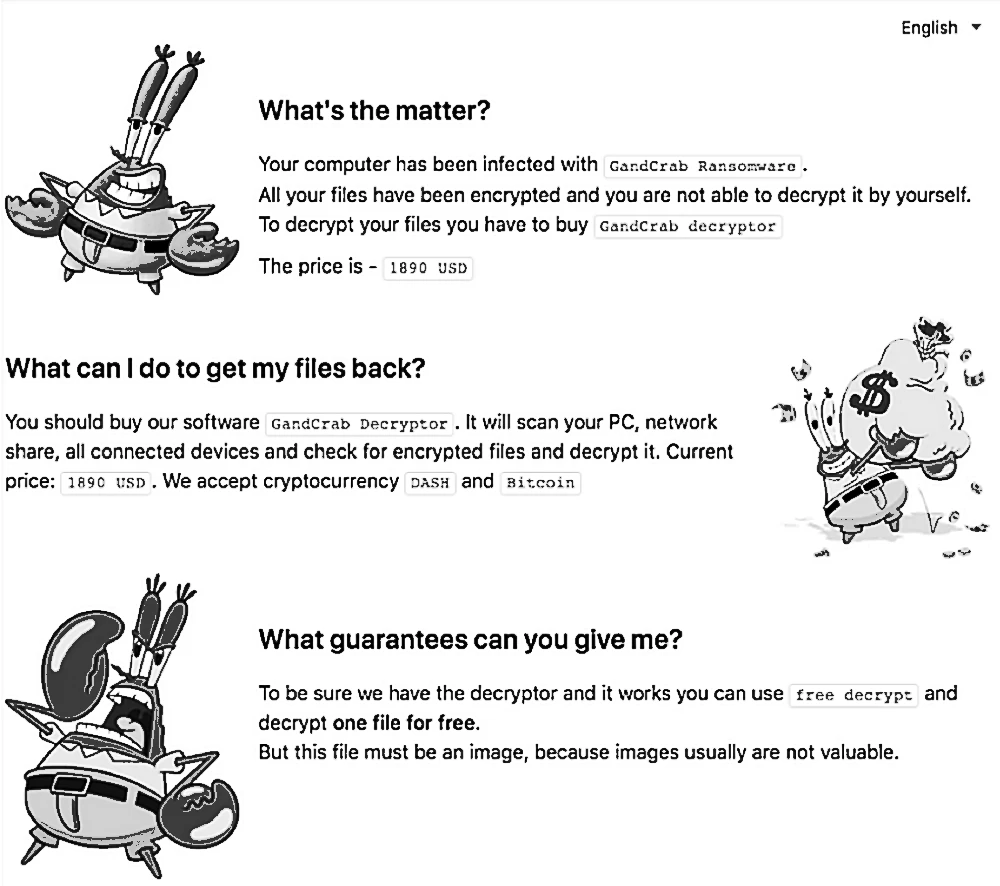 English
What's the matter?
Your computer has been infected with GandCrab Ransomware.
All your files have been encrypted and you are not able to decrypt it by yourself.
To decrypt your files you have to buy GandCrab decryptor
The price is - 1890 USD
What can I do to get my files back?
You should buy our software GandCrab Decryptor. It will scan your PC, network
share, all connected devices and check for encrypted files and decrypt it. Current
price: 1890 USD. We accept cryptocurrency DASH and Bitcoin
$
What guarantees can you give me?
To be sure we have the decryptor and it works you can use free decrypt and
decrypt one file for free.
But this file must be an image, because images usually are not valuable.